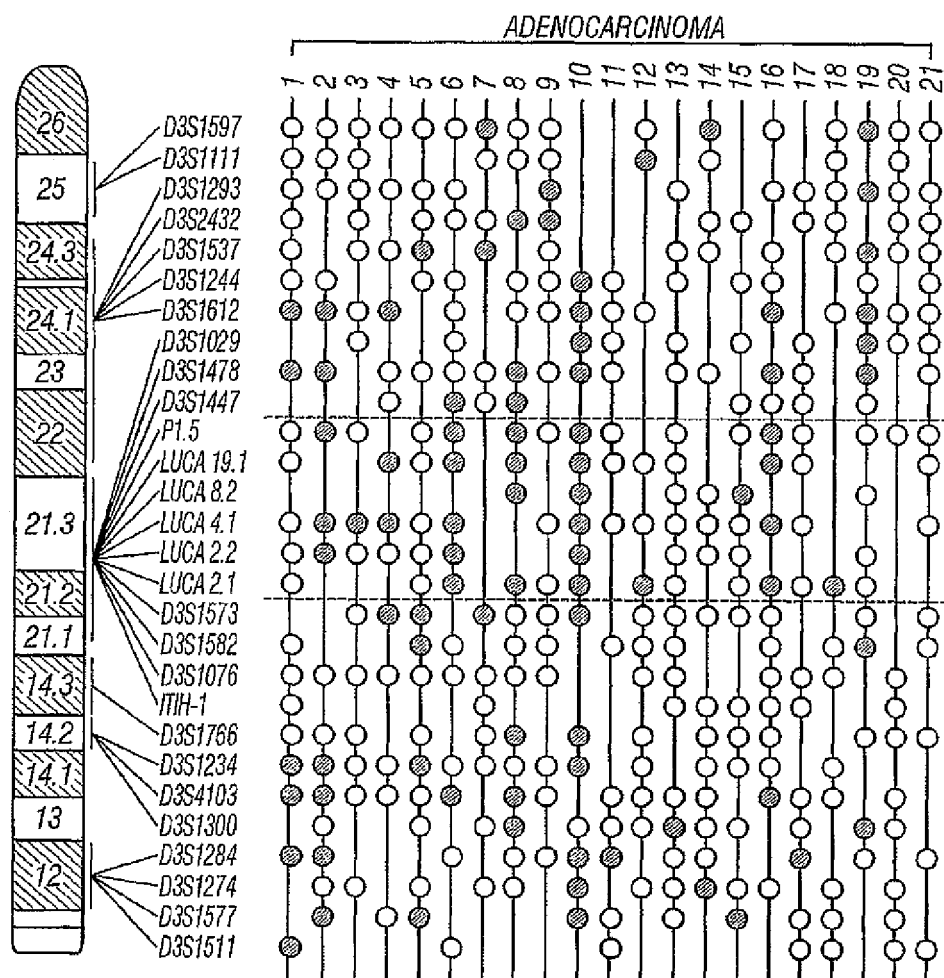 ADENOCARCINOMA
1 2 3 4 5 6 7 8 9 10 11 12 13 14 15 16 17 18 19 20 21
26
25
24.3
24.1
23
22
21.3
21.2
21.1
14.3
14.2
14.1
13
12
D3S1597
D3S1111
D3S1293
D3S2432
D3S1537
D3S1244
D3S1612
D3S1029
D3S1478
D3S1447
P1.5
LUCA 19.1
LUCA 8.2
LUCA 4.1
LUCA 2.2
LUCA 2.1
D3S1573
D3S1582
D3S1076
ITIH-1
D3S1766
D3S1234
D3S4103
D3S1300
D3S1284
D3S1274
D3S1577
D3S1511